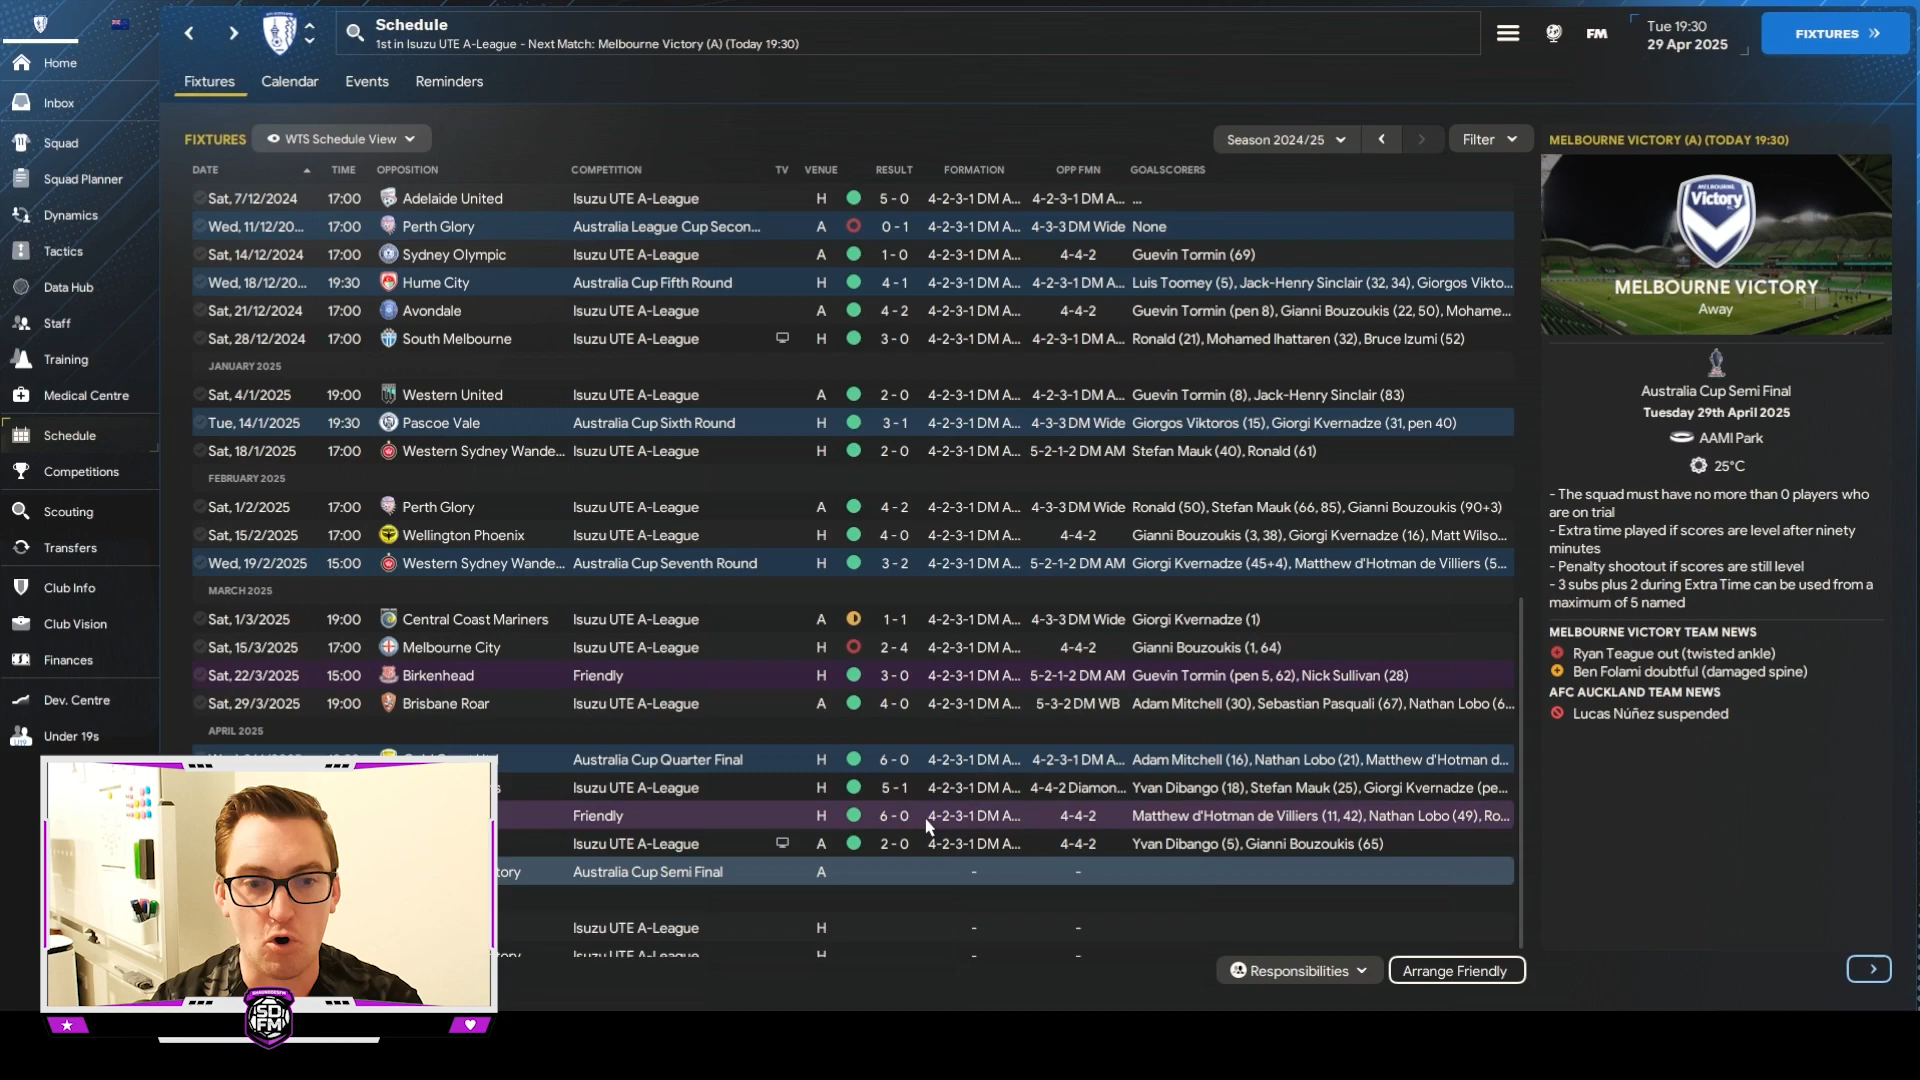 Schedule
1st in Isuzu UTE A-League - Next Match: Melbourne Victory (A) (Today 19:30)
FM
Tue 19:30
29 Apr 2025
FIXTURES
Home
Inbox
Squad
Squad Planner
Dynamics
Tactics
Data Hub
Staff
Training
Medical Centre
Schedule
Competitions
Scouting
Transfers
Club Info
Club Vision
Finances
Dev. Centre
Under 19s
Fixtures Calendar Events Reminders
FIXTURES WTS Schedule View Season 2024/25 Filter
DATE TIME OPPOSITION COMPETITION TV VENUE RESULT FORMATION OPP FMN GOALSCORERS
Sat, 7/12/2024 17:00 Adelaide United Isuzu UTE A-League H 5 - 0 4-2-3-1 DM A... 4-2-3-1 DM A... ...
Wed, 11/12/20... 17:00 Perth Glory Australia League Cup Secon... A 0 - 1 4-2-3-1 DM A... 4-3-3 DM Wide None
Sat, 14/12/2024 17:00 Sydney Olympic Isuzu UTE A-League A 1 - 0 4-2-3-1 DM A... 4-4-2 Guevin Tormin (69)
Wed, 18/12/20... 19:30 Hume City Australia Cup Fifth Round H 4 - 1 4-2-3-1 DM A... 4-2-3-1 DM A... Luis Toomey (5), Jack-Henry Sinclair (32, 34), Giorgos Vikto...
Sat, 21/12/2024 17:00 Avondale Isuzu UTE A-League A 4 - 2 4-2-3-1 DM A... 4-4-2 Guevin Tormin (pen 8), Gianni Bouzoukis (22, 50), Mohame...
Sat, 28/12/2024 17:00 South Melbourne Isuzu UTE A-League H 3 - 0 4-2-3-1 DM A... 4-2-3-1 DM A... Ronald (21), Mohamed Ihattaren (32), Bruce Izumi (52)
JANUARY 2025
Sat, 4/1/2025 19:00 Western United Isuzu UTE A-League A 2 - 0 4-2-3-1 DM A... 4-2-3-1 DM A... Guevin Tormin (8), Jack-Henry Sinclair (83)
Tue, 14/1/2025 19:30 Pascoe Vale Australia Cup Sixth Round H 3 - 1 4-2-3-1 DM A... 4-3-3 DM Wide Giorgos Viktoros (15), Giorgi Kvernadze (31, pen 40)
Sat, 18/1/2025 17:00 Western Sydney Wande... Isuzu UTE A-League H 2 - 0 4-2-3-1 DM A... 5-2-1-2 DM AM Stefan Mauk (40), Ronald (61)
FEBRUARY 2025
Sat, 1/2/2025 17:00 Perth Glory Isuzu UTE A-League A 4 - 2 4-2-3-1 DM A... 4-3-3 DM Wide Ronald (50), Stefan Mauk (66, 85), Gianni Bouzoukis (90+3)
Sat, 15/2/2025 17:00 Wellington Phoenix Isuzu UTE A-League H 4 - 0 4-2-3-1 DM A... 4-4-2 Gianni Bouzoukis (3, 38), Giorgi Kvernadze (16), Matt Wilso...
Wed, 19/2/2025 15:00 Western Sydney Wande... Australia Cup Seventh Round H 3 - 2 4-2-3-1 DM A... 5-2-1-2 DM AM Giorgi Kvernadze (45+4), Matthew d'Hotman de Villiers (5...
MARCH 2025
Sat, 1/3/2025 19:00 Central Coast Mariners Isuzu UTE A-League A 1 - 1 4-2-3-1 DM A... 4-3-3 DM Wide Giorgi Kvernadze (1)
Sat, 15/3/2025 17:00 Melbourne City Isuzu UTE A-League H 2 - 4 4-2-3-1 DM A... 4-4-2 Gianni Bouzoukis (1, 64)
Sat, 22/3/2025 15:00 Birkenhead Friendly H 3 - 0 4-2-3-1 DM A... 5-2-1-2 DM AM Guevin Tormin (pen 5, 62), Nick Sullivan (28)
Sat, 29/3/2025 19:00 Brisbane Roar Isuzu UTE A-League A 4 - 0 4-2-3-1 DM A... 5-3-2 DM WB Adam Mitchell (30), Sebastian Pasquali (67), Nathan Lobo (6...
APRIL 2025
Australia Cup Quarter Final H 6 - 0 4-2-3-1 DM A... 4-2-3-1 DM A... Adam Mitchell (16), Nathan Lobo (21), Matthew d'Hotman d...
s Isuzu UTE A-League H 5 - 1 4-2-3-1 DM A... 4-4-2 Diamon... Yvan Dibango (18), Stefan Mauk (25), Giorgi Kvernadze (pe...
Friendly H 6 - 0 4-2-3-1 DM A... 4-4-2 Matthew d'Hotman de Villiers (11, 42), Nathan Lobo (49), Ro...
Isuzu UTE A-League A 2 - 0 4-2-3-1 DM A... 4-4-2 Yvan Dibango (5), Gianni Bouzoukis (65)
tory Australia Cup Semi Final A - -
Isuzu UTE A-League H - -
tory Isuzu UTE A-League H - -
Responsibilities Arrange Friendly
MELBOURNE VICTORY (A) (TODAY 19:30)
MELBOURNE
Victory
MELBOURNE VICTORY
Away
Australia Cup Semi Final
Tuesday 29th April 2025
AAMI Park
25°C
- The squad must have no more than 0 players who
are on trial
- Extra time played if scores are level after ninety
minutes
- Penalty shootout if scores are still level
- 3 subs plus 2 during Extra Time can be used from a
maximum of 5 named
MELBOURNE VICTORY TEAM NEWS
Ryan Teague out (twisted ankle)
Ben Folami doubtful (damaged spine)
AFC AUCKLAND TEAM NEWS
Lucas Núñez suspended
SD
FM